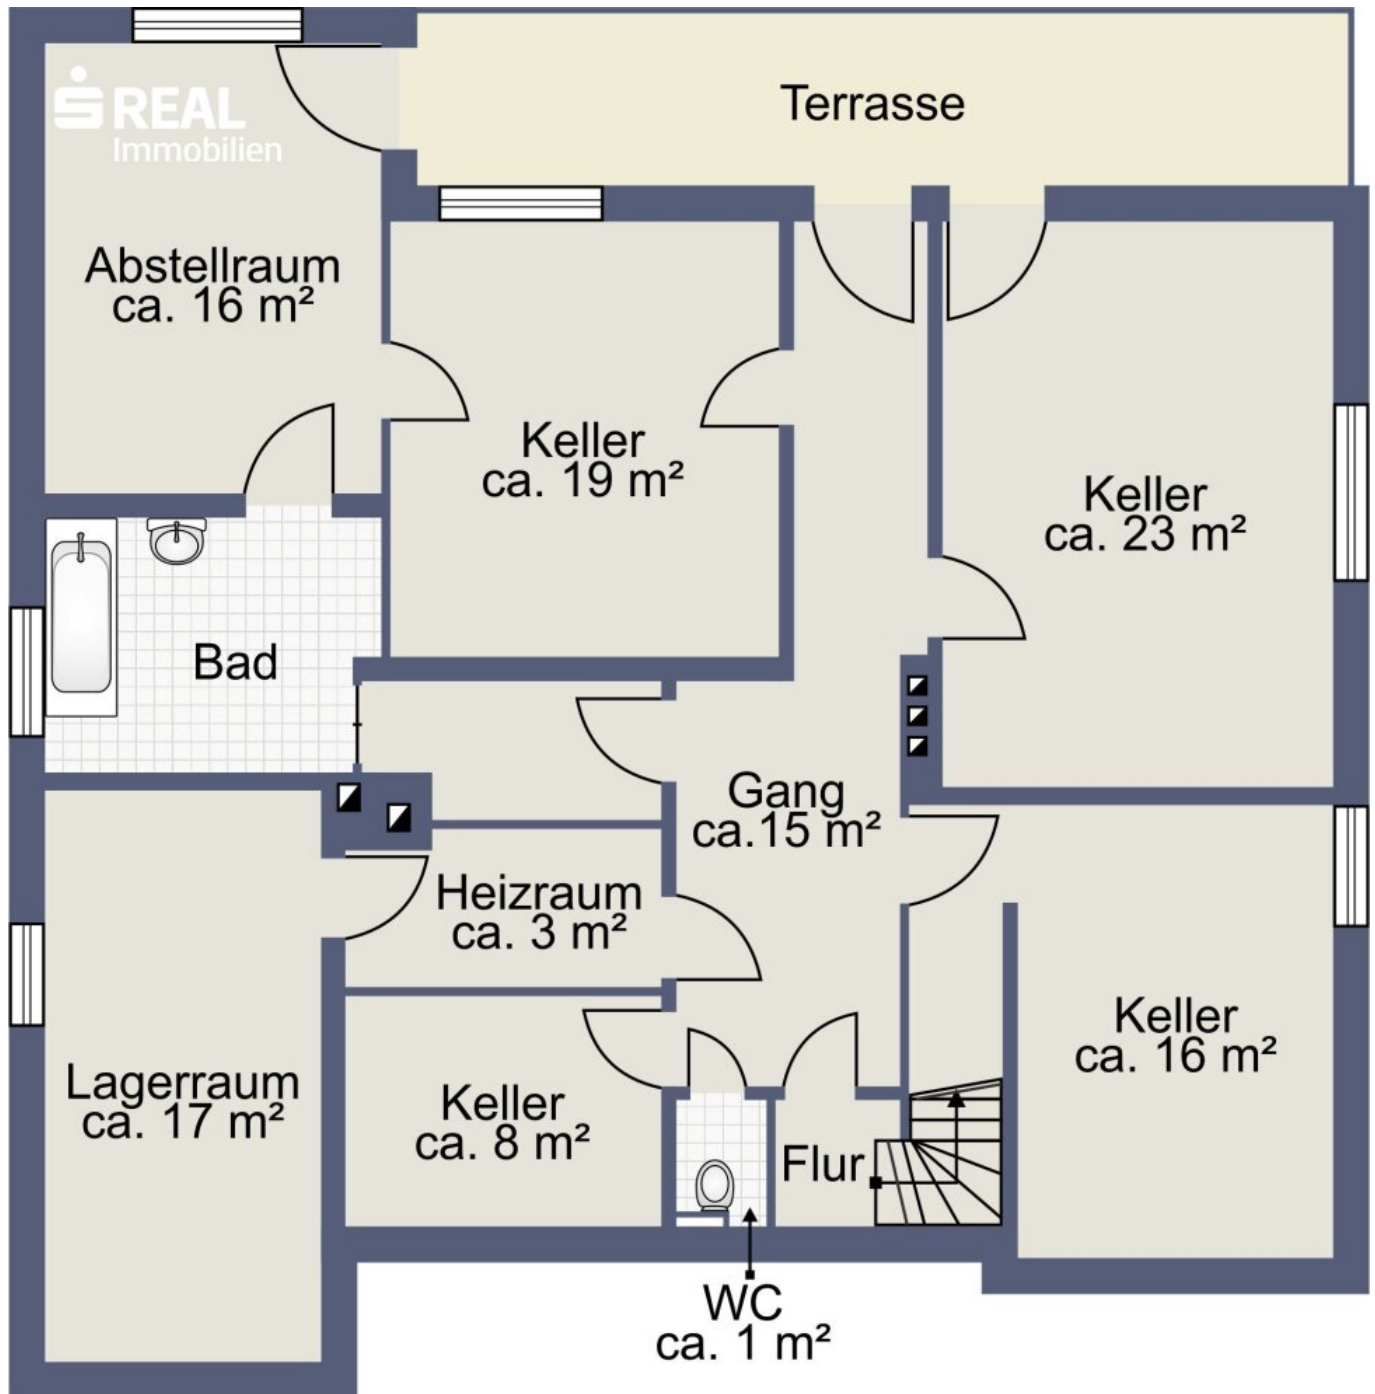 Terrasse
S REAL
Immobilien
Abstellraum
ca. 16 m²
Keller
ca. 19 m²
Keller
ca. 23 m²
Bad
Gang
ca.15 m²
Heizraum
ca. 3 m²
Keller
ca. 16 m²
Lagerraum
ca. 17 m²
Keller
ca. 8 m²
Flur
WC
ca. 1 m²